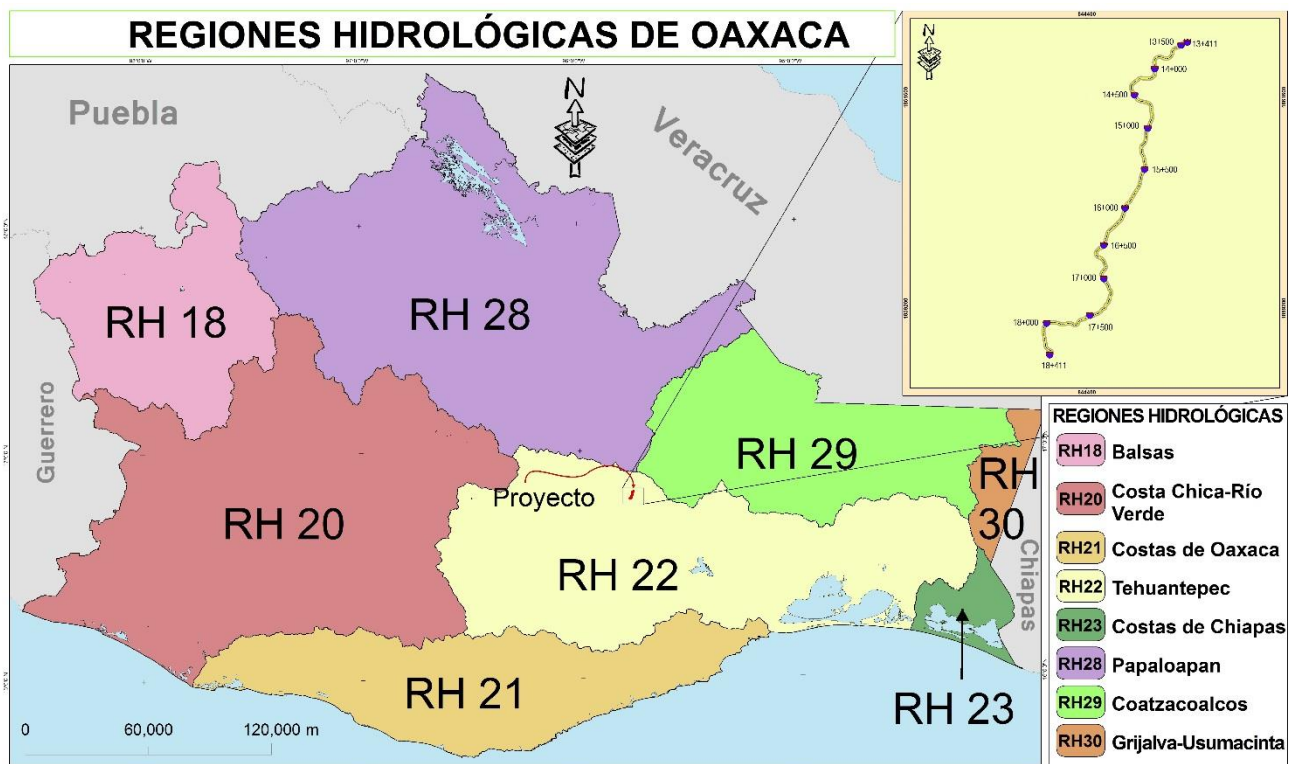 REGIONES HIDROLÓGICAS DE OAXACA
Puebla
N
Veracruz
Guerrero
Chiapas
RH 18
RH 28
RH 20
RH 29
RH
30
Proyecto
RH 22
RH 21
RH 23
0 60,000 120,000 m
844400
N
13+500
13+411
14+000
14+500
15+000
15+500
16+000
16+500
17+000
18+000
17+500
18+411
844400
REGIONES HIDROLÓGICAS
RH18 Balsas
RH20 Costa Chica-Río
Verde
RH21 Costas de Oaxaca
RH22 Tehuantepec
RH23 Costas de Chiapas
RH28 Papaloapan
RH29 Coatzacoalcos
RH30 Grijalva-Usumacinta